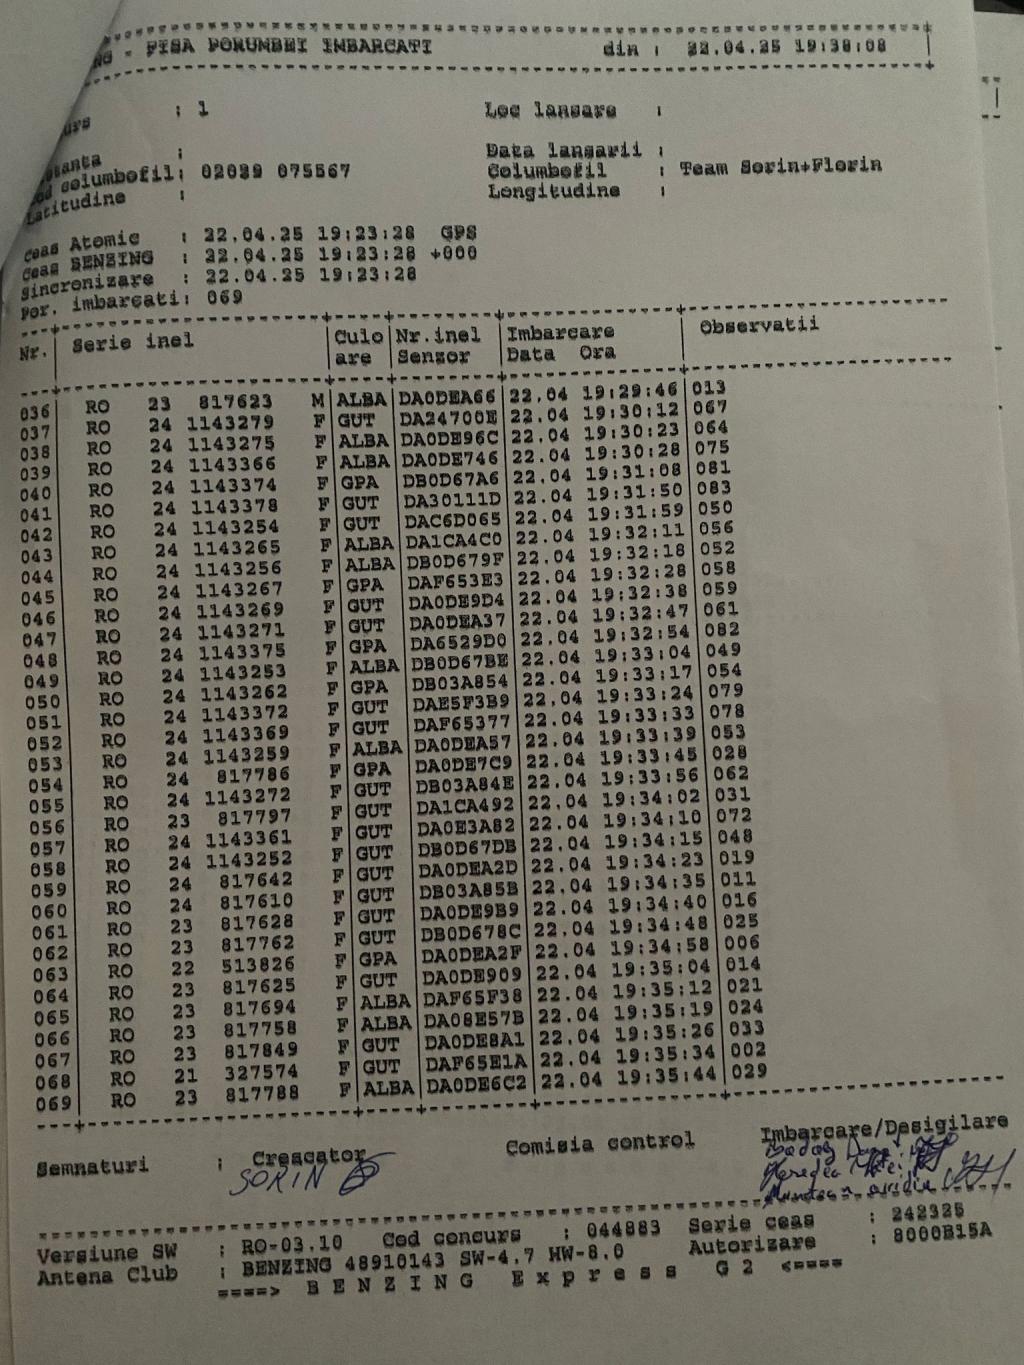 - FISA PORUMBEI IMBARCATI din : 22.04.25 19:38:08
: 1 Loc lansare :
: Data lansarii :
columbofil: 02039 075567 Columbofil : Team Sorin+Florin
Latitudine : Longitudine :
Ceas Atomic : 22.04.25 19:23:28 GPS
Ceas BENZING : 22.04.25 19:23:28 +000
Sincronizare : 22.04.25 19:23:28
Por. imbarcati: 069
Nr. Serie inel Culo Nr.inel Imbarcare Observatii
are Senzor Data Ora
036 RO 23 817623 M ALBA DA0DEA66 22.04 19:29:46 013
037 RO 24 1143279 F GUT DA24700E 22.04 19:30:12 067
038 RO 24 1143275 F ALBA DA0DE96C 22.04 19:30:23 064
039 RO 24 1143366 F ALBA DA0DE746 22.04 19:30:28 075
040 RO 24 1143374 F GPA DB0D67A6 22.04 19:31:08 081
041 RO 24 1143378 F GUT DA30111D 22.04 19:31:50 083
042 RO 24 1143254 F GUT DAC6D065 22.04 19:31:59 050
043 RO 24 1143265 F ALBA DA1CA4C0 22.04 19:32:11 056
044 RO 24 1143256 F ALBA DB0D679F 22.04 19:32:18 052
045 RO 24 1143267 F GPA DAF653E3 22.04 19:32:28 058
046 RO 24 1143269 F GUT DA0DE9D4 22.04 19:32:38 059
047 RO 24 1143271 F GUT DA0DEA37 22.04 19:32:47 061
048 RO 24 1143375 F GPA DA6529D0 22.04 19:32:54 082
049 RO 24 1143253 F ALBA DB0D67BE 22.04 19:33:04 049
050 RO 24 1143262 F GPA DB03A854 22.04 19:33:17 054
051 RO 24 1143372 F GUT DAE5F3B9 22.04 19:33:24 079
052 RO 24 1143369 F GUT DAF65377 22.04 19:33:33 078
053 RO 24 1143259 F ALBA DA0DEA57 22.04 19:33:39 053
054 RO 24 817786 F GPA DA0DE7C9 22.04 19:33:45 028
055 RO 24 1143272 F GUT DB03A84E 22.04 19:33:56 062
056 RO 23 817797 F GUT DA1CA492 22.04 19:34:02 031
057 RO 24 1143361 F GUT DA0E3A82 22.04 19:34:10 072
058 RO 24 1143252 F GUT DB0D67DB 22.04 19:34:15 048
059 RO 24 817642 F GUT DA0DEA2D 22.04 19:34:23 019
060 RO 24 817610 F GUT DB03A85B 22.04 19:34:35 011
061 RO 23 817628 F GUT DA0DE9B9 22.04 19:34:40 016
062 RO 23 817762 F GUT DB0D678C 22.04 19:34:48 025
063 RO 22 513826 F GPA DA0DEA2F 22.04 19:34:58 006
064 RO 23 817625 F GUT DA0DE909 22.04 19:35:04 014
065 RO 23 817694 F ALBA DAF65F38 22.04 19:35:12 021
066 RO 23 817758 F ALBA DA08E57B 22.04 19:35:19 024
067 RO 23 817849 F GUT DA0DE8A1 22.04 19:35:26 033
068 RO 21 327574 F GUT DAF65E1A 22.04 19:35:34 002
069 RO 23 817788 F ALBA DA0DE6C2 22.04 19:35:44 029
Semnaturi : Crescator Comisia control Imbarcare/Desigilare
SORIN
Versiune SW : RO-03.10 Cod concurs : 044883 Serie ceas : 242325
Antena Club : BENZING 48910143 SW-4.7 HW-8.0 Autorizare : 8000B15A
====> B E N Z I N G E x p r e s s G 2 <====